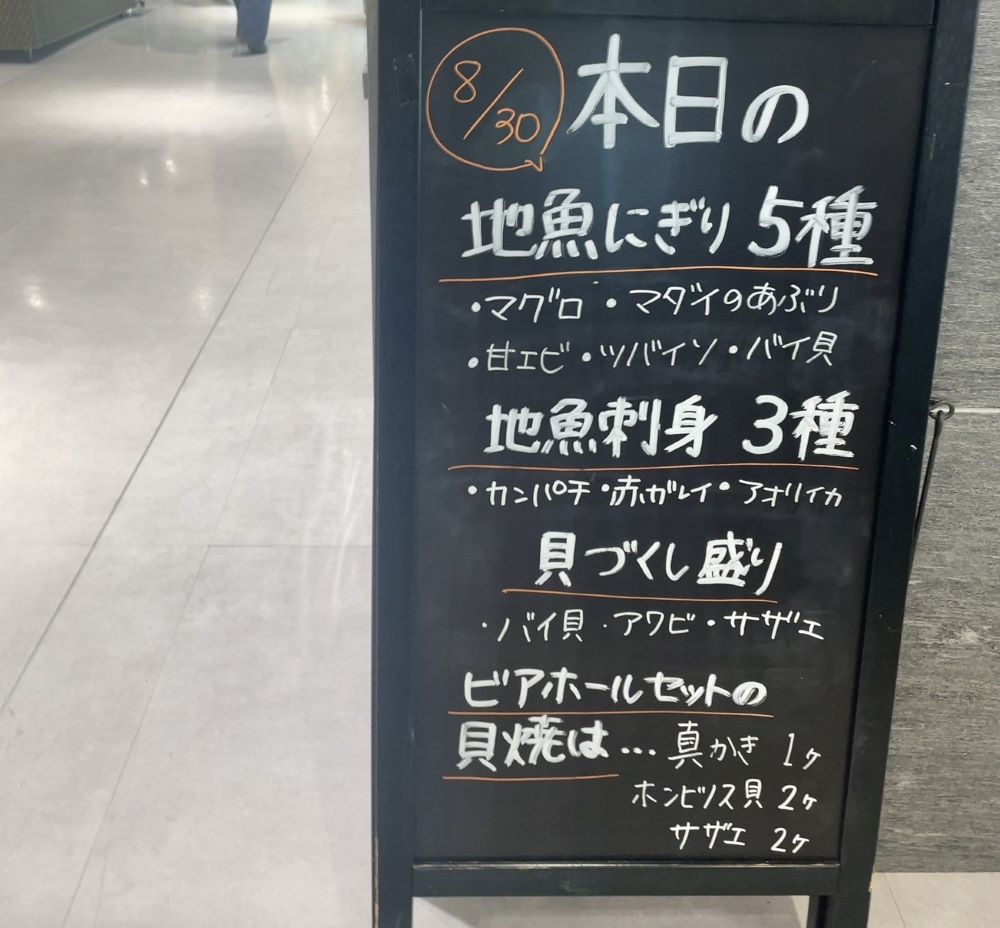 8/30 本日の
地魚にぎり 5種
・マグロ ・マダイのあぶり
・甘エビ・ツバイソ・バイ貝
地魚刺身 3種
・カンパチ・赤ガレイ・アオリイカ
貝づくし盛り
・バイ貝・アワビ・サザエ
ビアホールセットの
貝焼は…真かき 1ヶ
ホンビノス貝 2ヶ
サザエ 2ヶ